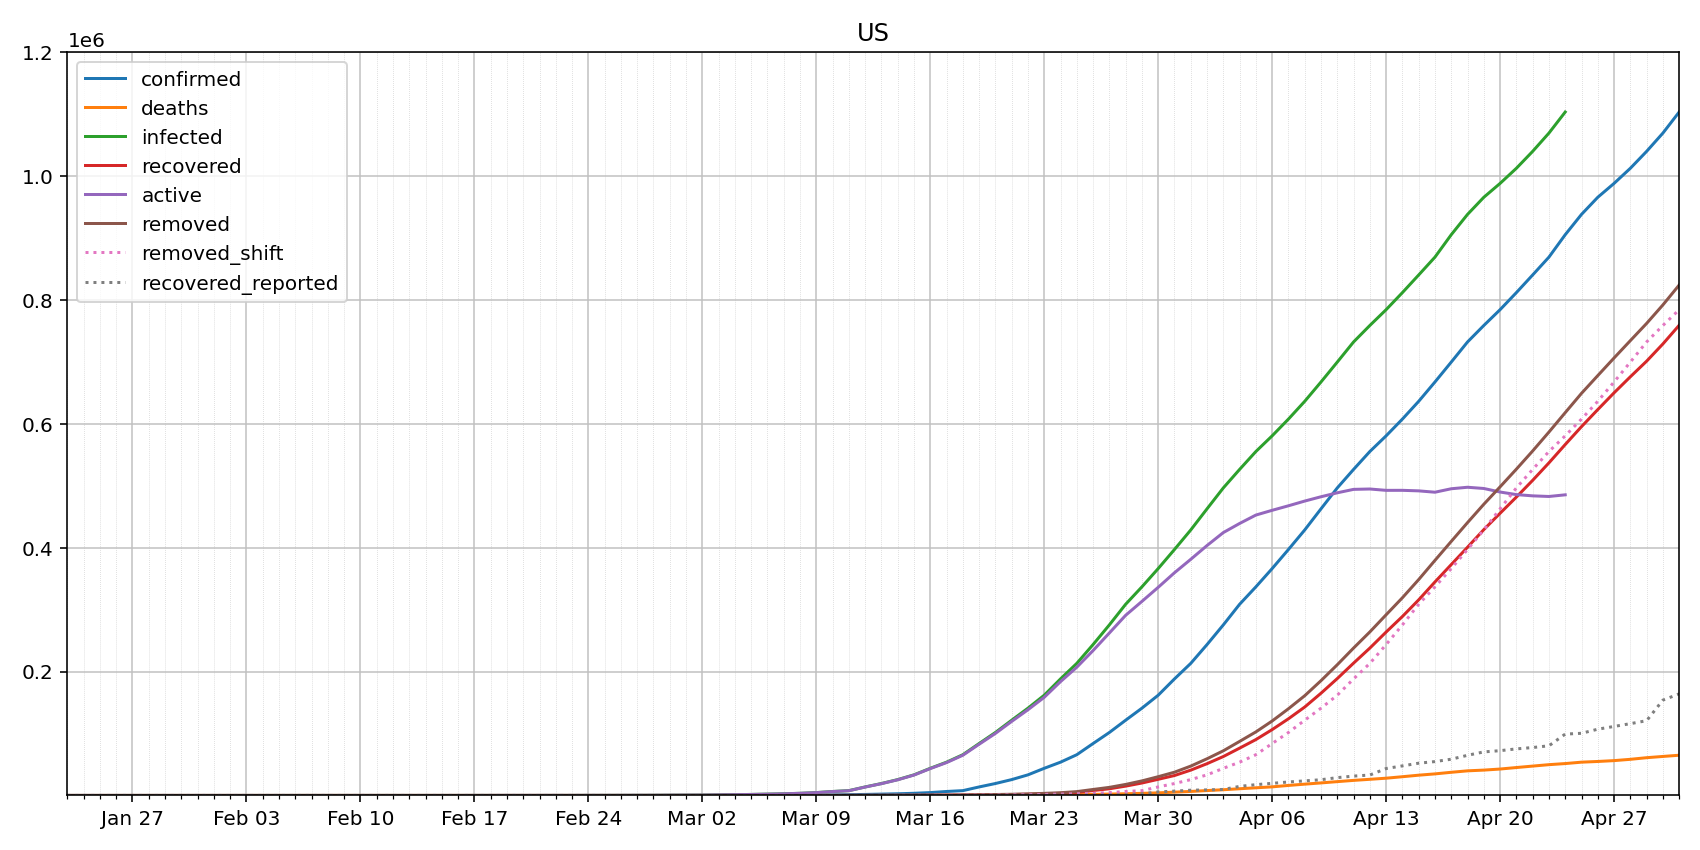 US
1e6
1.2
1.0
0.8
0.6
0.4
0.2
confirmed
deaths
infected
recovered
active
removed
removed_shift
recovered_reported
Jan 27 Feb 03 Feb 10 Feb 17 Feb 24 Mar 02 Mar 09 Mar 16 Mar 23 Mar 30 Apr 06 Apr 13 Apr 20 Apr 27